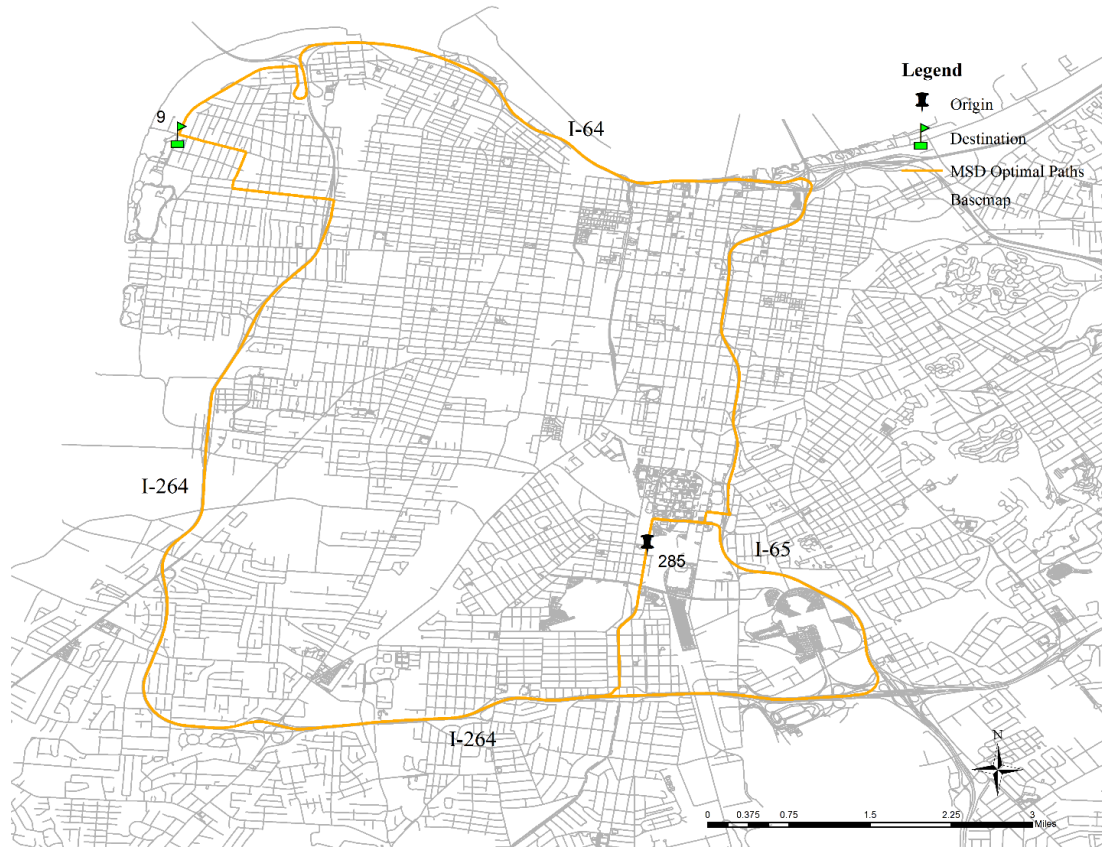 Legend
Origin
Destination
MSD Optimal Paths
Basemap
9
I-64
I-264
I-65
285
I-264
N
0 0.375 0.75 1.5 2.25 3
Miles